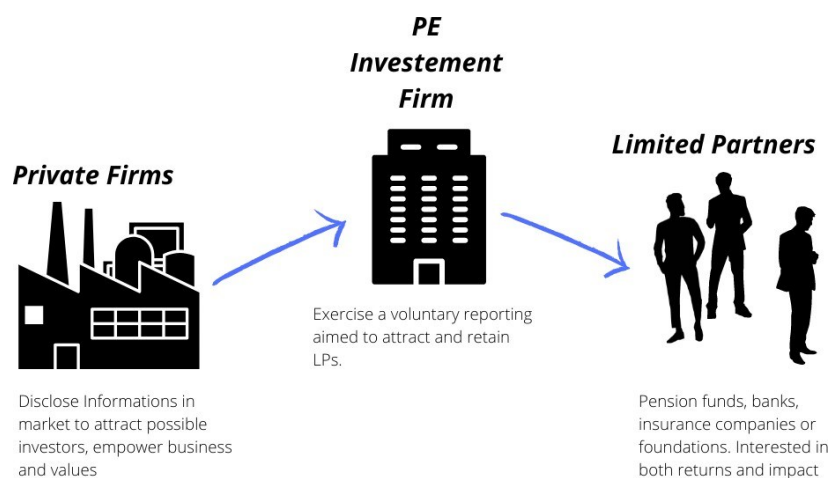 PE
Investement
Firm
Private Firms
Limited Partners
Exercise a voluntary reporting
aimed to attract and retain
LPs.
Disclose Informations in
market to attract possible
investors, empower business
and values
Pension funds, banks,
insurance companies or
foundations. Interested in
both returns and impact